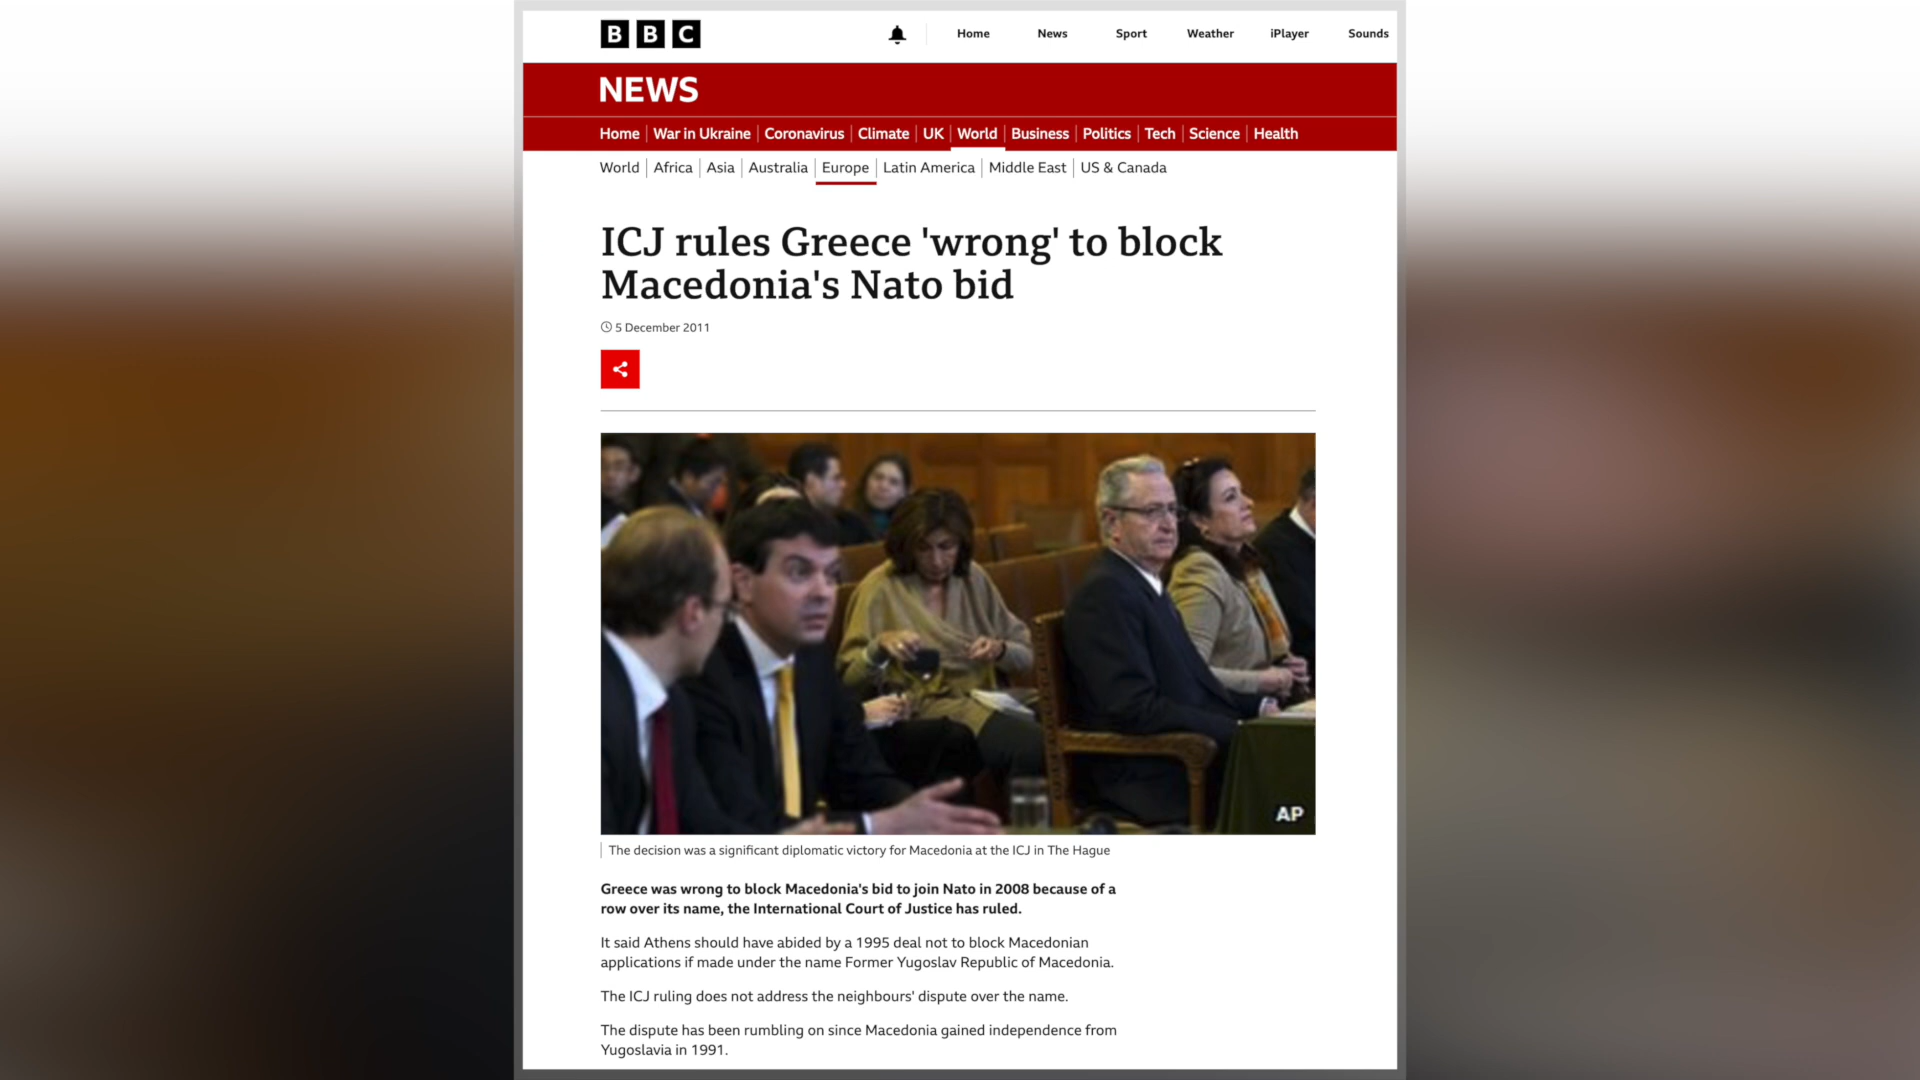 BBC
Home News Sport Weather iPlayer Sounds
NEWS
Home War in Ukraine Coronavirus Climate UK World Business Politics Tech Science Health
World Africa Asia Australia Europe Latin America Middle East US & Canada
ICJ rules Greece 'wrong' to block
Macedonia's Nato bid
5 December 2011
AP
The decision was a significant diplomatic victory for Macedonia at the ICJ in The Hague
Greece was wrong to block Macedonia's bid to join Nato in 2008 because of a
row over its name, the International Court of Justice has ruled.
It said Athens should have abided by a 1995 deal not to block Macedonian
applications if made under the name Former Yugoslav Republic of Macedonia.
The ICJ ruling does not address the neighbours' dispute over the name.
The dispute has been rumbling on since Macedonia gained independence from
Yugoslavia in 1991.